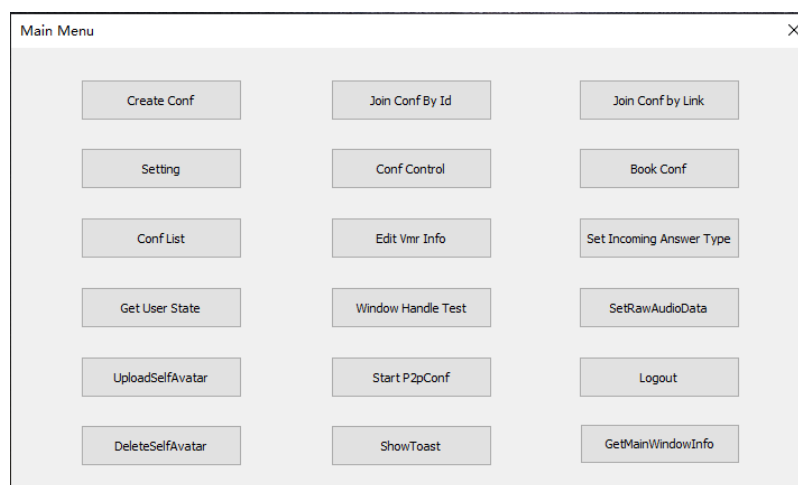 Main Menu
Create Conf
Join Conf By Id
Join Conf by Link
Setting
Conf Control
Book Conf
Conf List
Edit Vmr Info
Set Incoming Answer Type
Get User State
Window Handle Test
SetRawAudioData
UploadSelfAvatar
Start P2pConf
Logout
DeleteSelfAvatar
ShowToast
GetMainWindowInfo